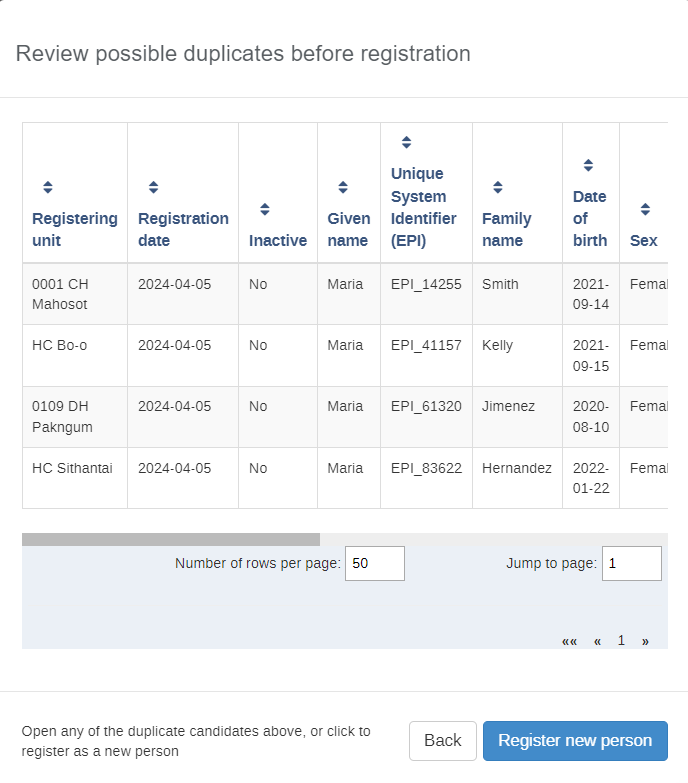 Review possible duplicates before registration
Registering unit | Registration date | Inactive | Given name | Unique System Identifier (EPI) | Family name | Date of birth | Sex
0001 CH Mahosot | 2024-04-05 | No | Maria | EPI_14255 | Smith | 2021-09-14 | Femal
HC Bo-o | 2024-04-05 | No | Maria | EPI_41157 | Kelly | 2021-09-15 | Femal
0109 DH Pakngum | 2024-04-05 | No | Maria | EPI_61320 | Jimenez | 2020-08-10 | Femal
HC Sithantai | 2024-04-05 | No | Maria | EPI_83622 | Hernandez | 2022-01-22 | Femal
Number of rows per page: 50 Jump to page: 1
«« « 1 »
Open any of the duplicate candidates above, or click to
register as a new person
Back Register new person